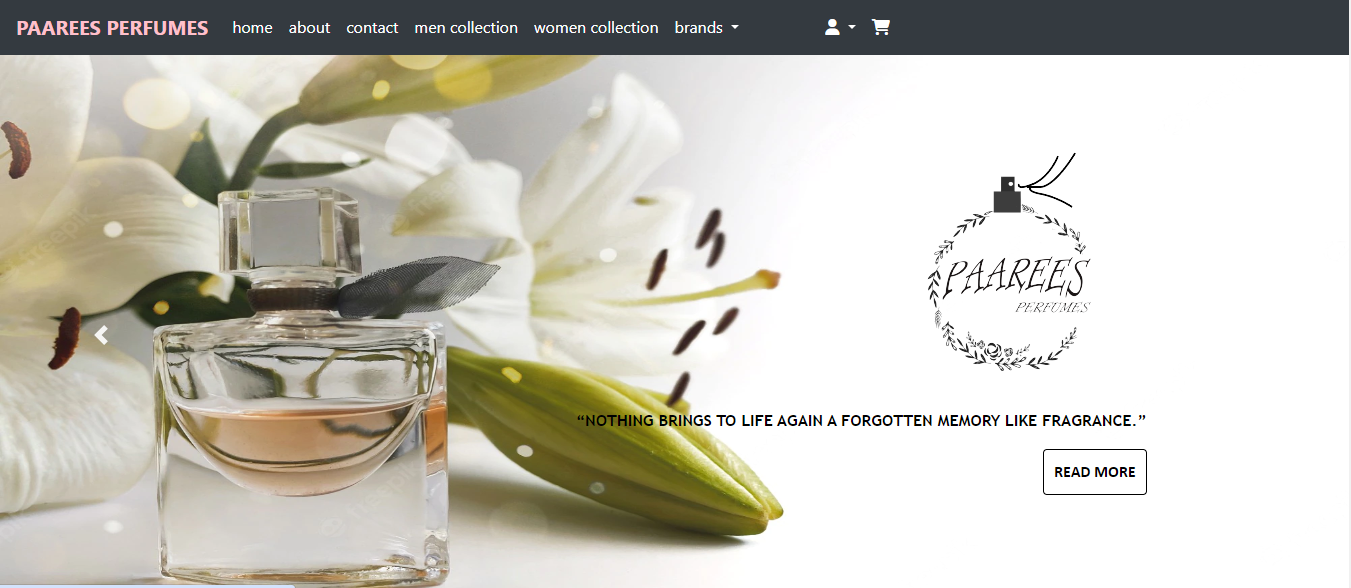 PAAREES PERFUMES home about contact men collection women collection brands
PAAREES
PERFUMES
“NOTHING BRINGS TO LIFE AGAIN A FORGOTTEN MEMORY LIKE FRAGRANCE.”
READ MORE